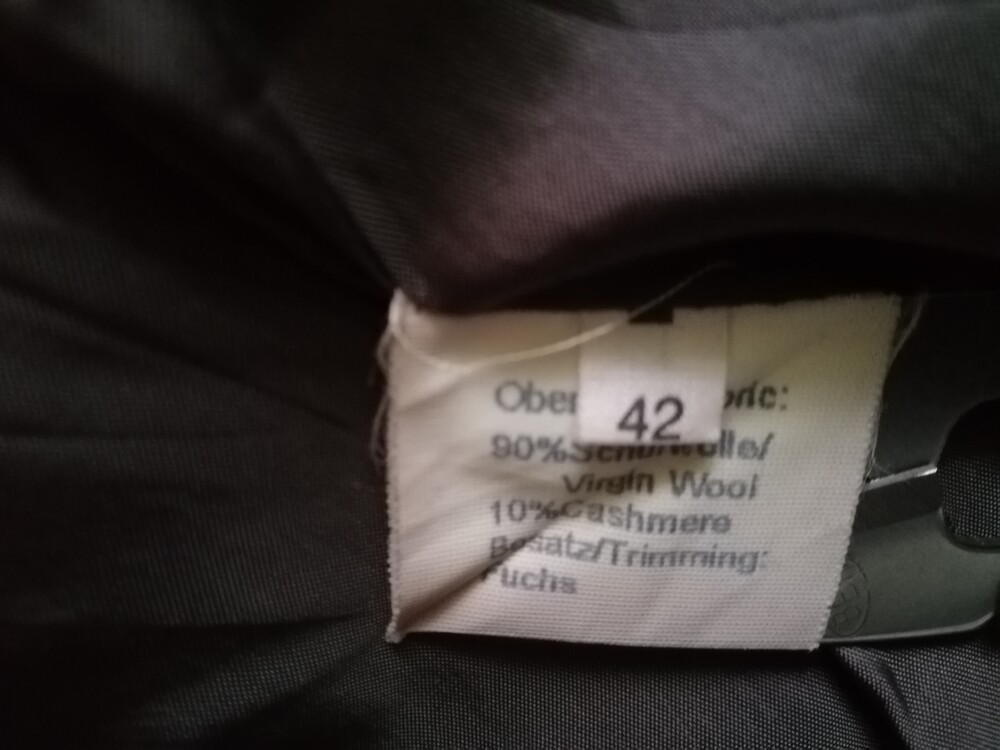 42
Ober
90%Schurwolle/
Virgin Wool
10%Cashmere
Besatz/Trimming:
Fuchs